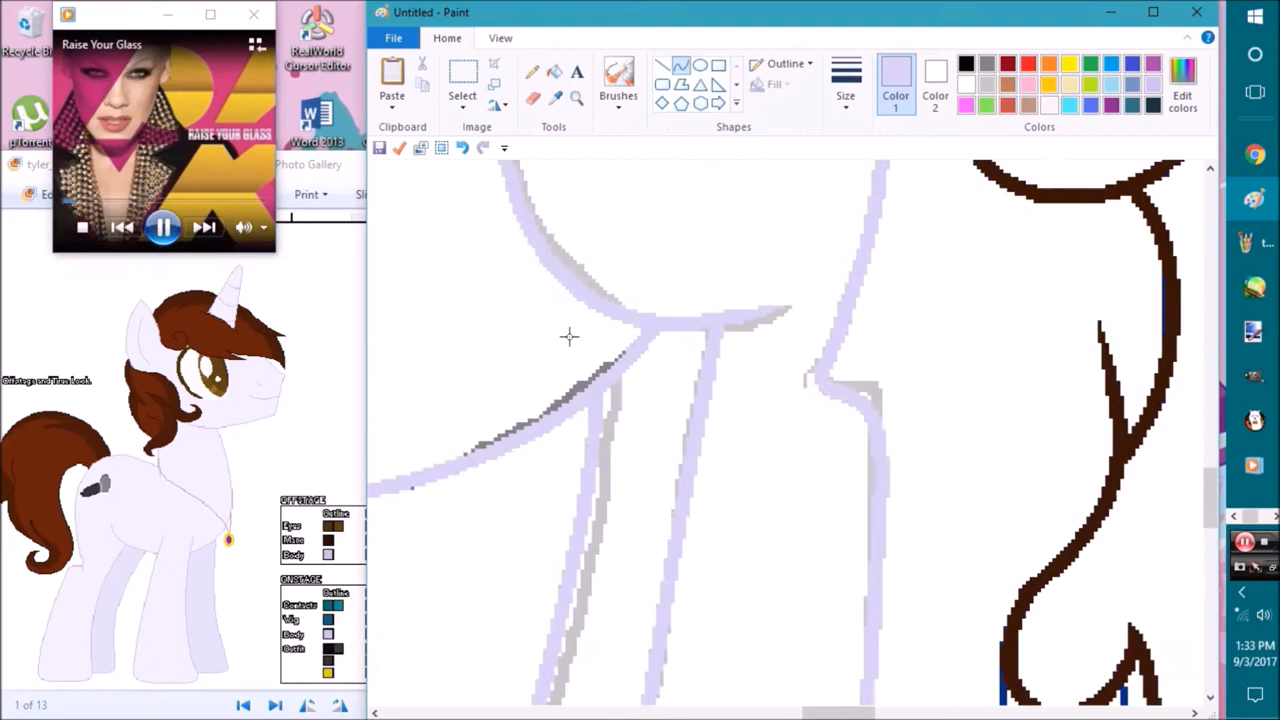 Recycle Bi
RealWorld
Cursor Editor
µTorrent
Word 2013
Raise Your Glass
RAISE YOUR GLASS
tyler_
Photo Gallery
Print
Untitled - Paint
File
Home
View
Paste
Select
Brushes
Outline
Fill
Size
Color
1
Color
2
Edit
colors
Clipboard
Image
Tools
Shapes
Colors
Offstage and True Look.
OFFSTAGE
Outline
Eyes
Mane
Body
ONSTAGE
Outline
Contacts
Wig
Body
Outfit
1 of 13
t...
1:33 PM
9/3/2017